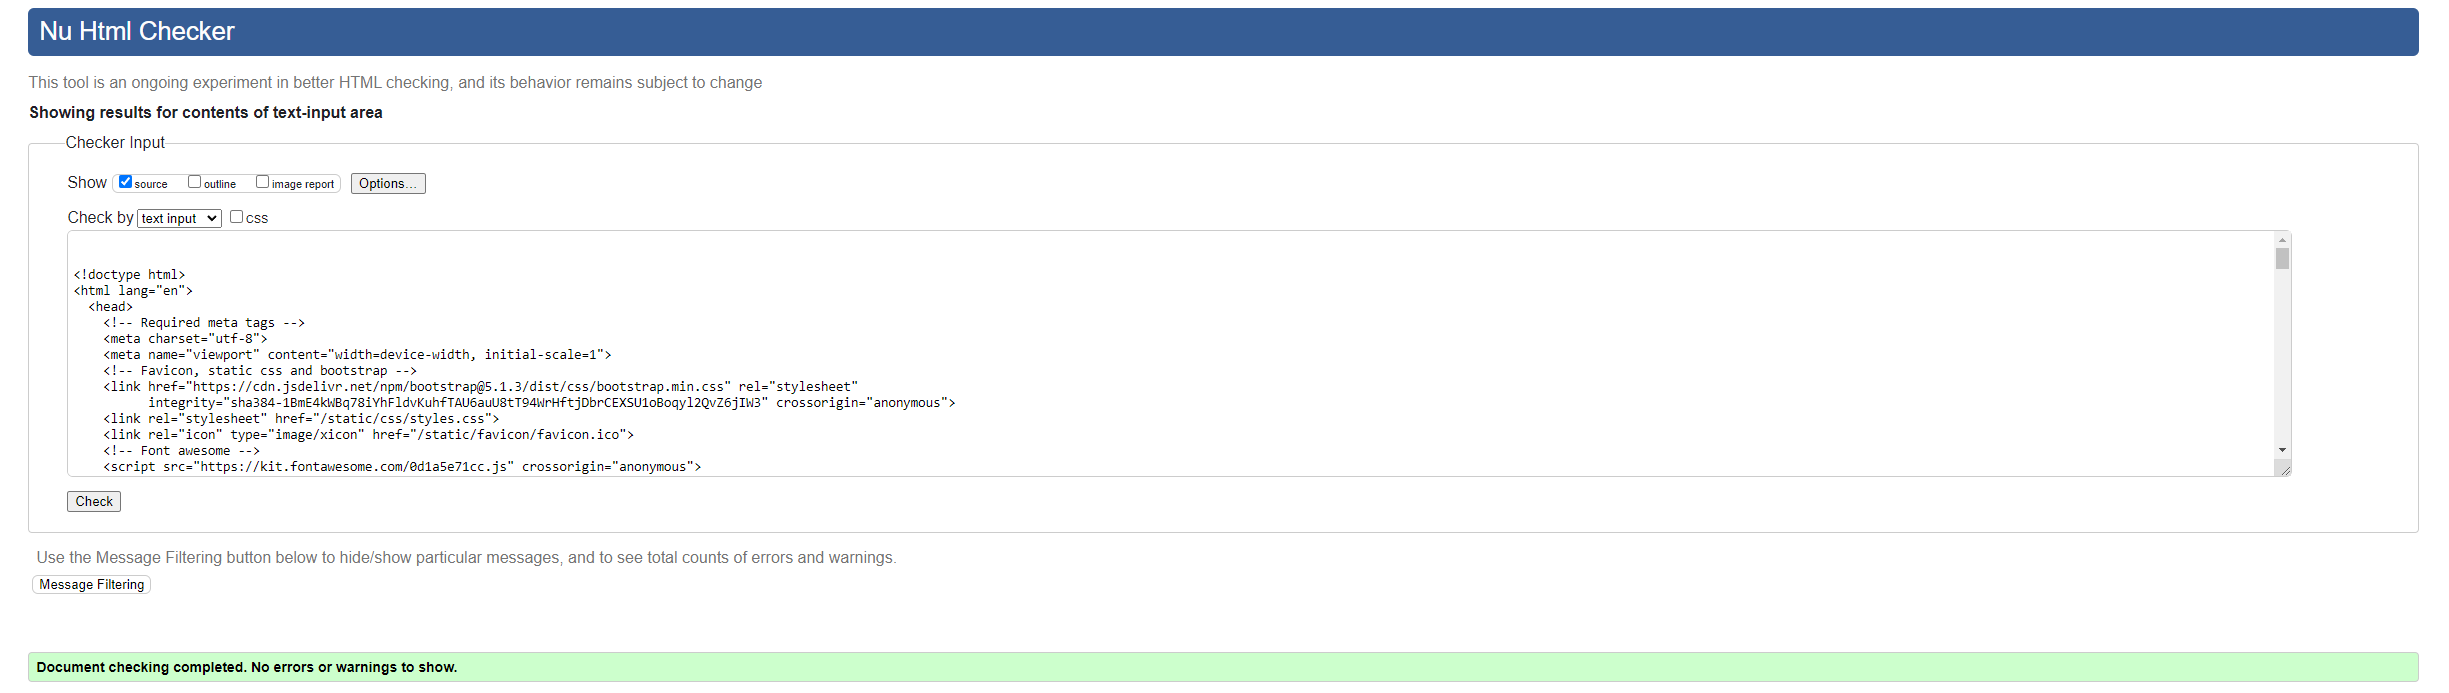 Nu Html Checker
This tool is an ongoing experiment in better HTML checking, and its behavior remains subject to change
Showing results for contents of text-input area
Checker Input
Show source outline image report Options...
Check by text input css
<!doctype html>
<html lang="en">
  <head>
    <!-- Required meta tags -->
    <meta charset="utf-8">
    <meta name="viewport" content="width=device-width, initial-scale=1">
    <!-- Favicon, static css and bootstrap -->
    <link href="https://cdn.jsdelivr.net/npm/bootstrap@5.1.3/dist/css/bootstrap.min.css" rel="stylesheet"
          integrity="sha384-1BmE4kWBq78iYhFldvKuhfTAU6auU8tT94WrHftjDbrCEXSU1oBoqyl2QvZ6jIW3" crossorigin="anonymous">
    <link rel="stylesheet" href="/static/css/styles.css">
    <link rel="icon" type="image/xicon" href="/static/favicon/favicon.ico">
    <!-- Font awesome -->
    <script src="https://kit.fontawesome.com/0d1a5e71cc.js" crossorigin="anonymous">
Check
Use the Message Filtering button below to hide/show particular messages, and to see total counts of errors and warnings.
Message Filtering
Document checking completed. No errors or warnings to show.